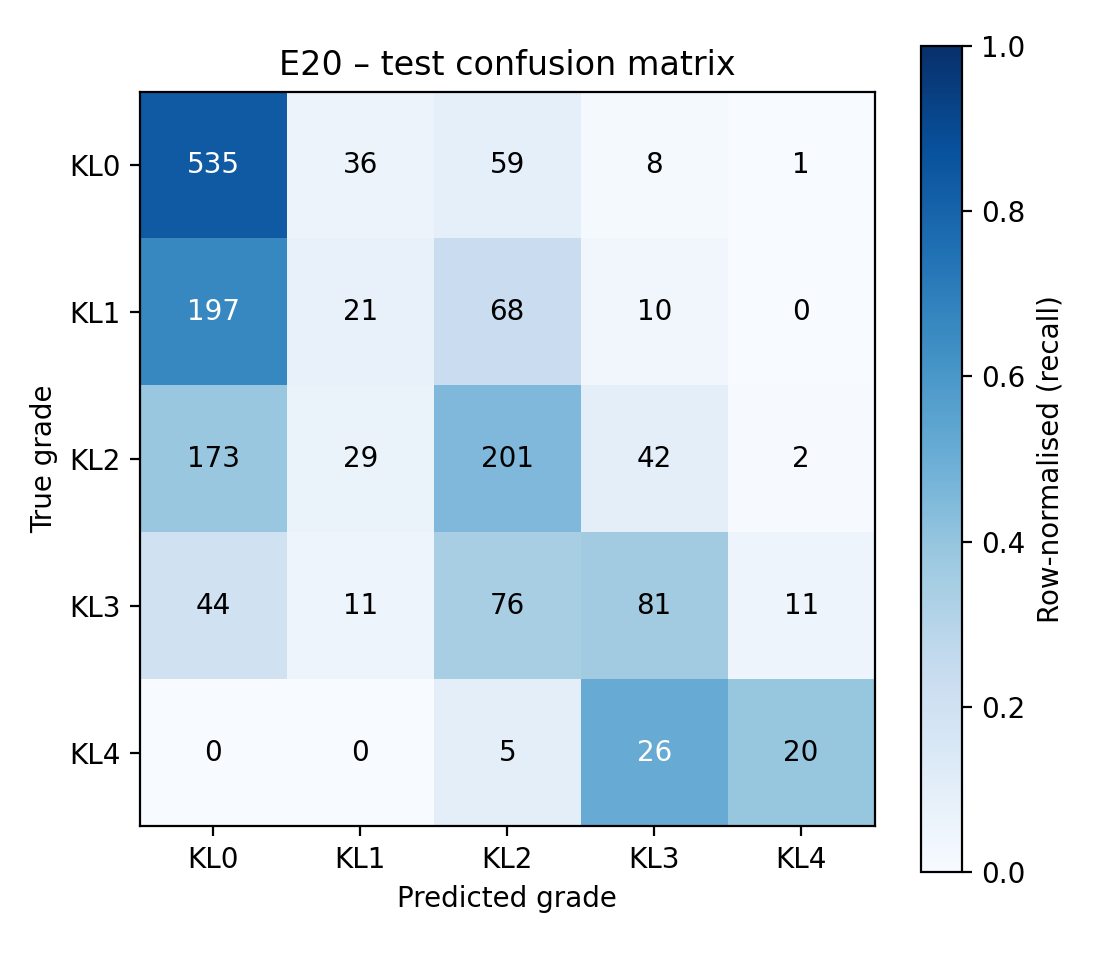 E20 – test confusion matrix
KL0 535 36 59 8 1
KL1 197 21 68 10 0
KL2 173 29 201 42 2
KL3 44 11 76 81 11
KL4 0 0 5 26 20
KL0 KL1 KL2 KL3 KL4
Predicted grade
True grade
1.0
0.8
0.6
0.4
0.2
0.0
Row-normalised (recall)